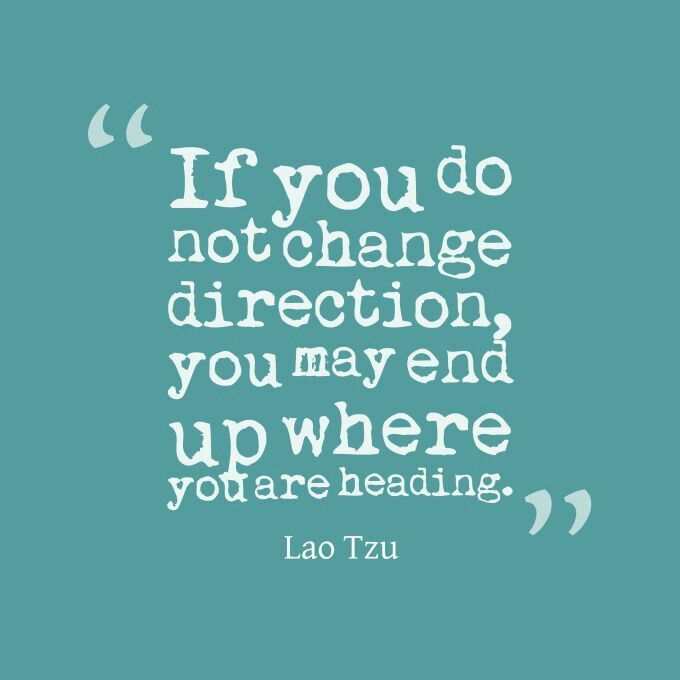 “
If you do
not change
direction,
you may end
up where
you are heading.
”
Lao Tzu